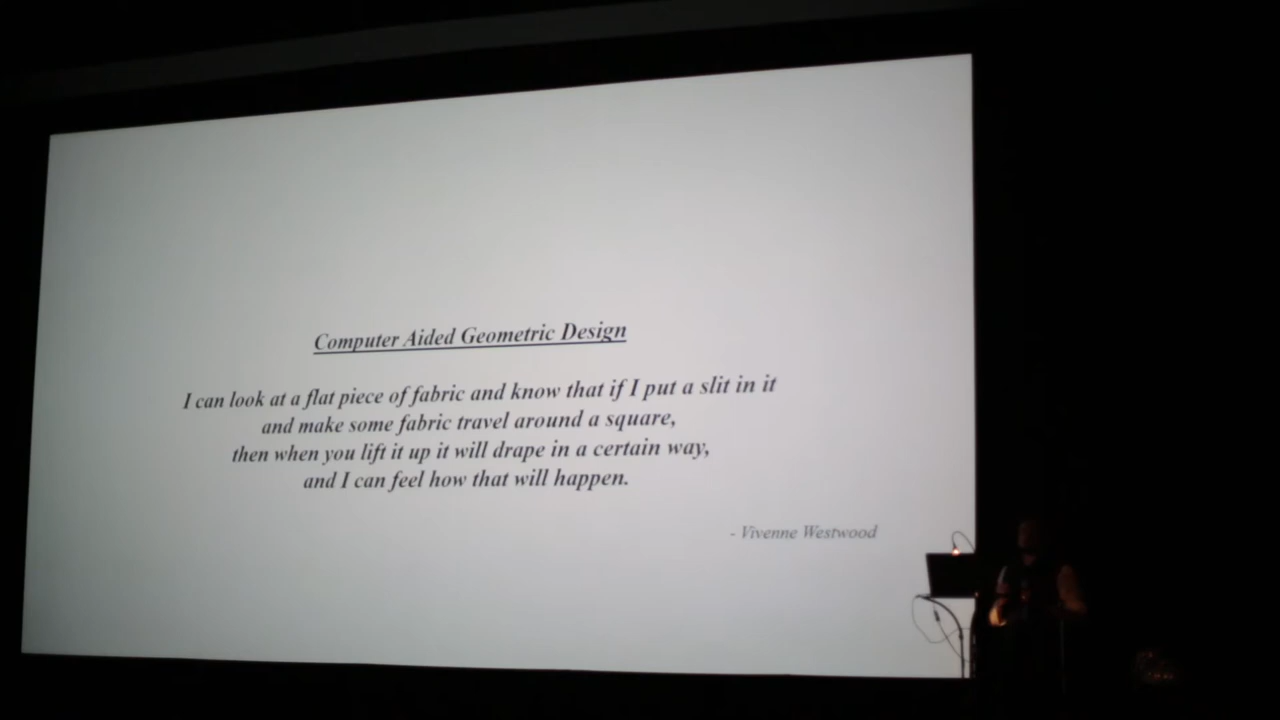 Computer Aided Geometric Design
I can look at a flat piece of fabric and know that if I put a slit in it
and make some fabric travel around a square,
then when you lift it up it will drape in a certain way,
and I can feel how that will happen.
- Vivenne Westwood